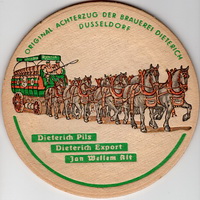 ORIGINAL ACHTERZUG DER BRAUEREI DIETERICH
DÜSSELDORF
Dieterich Pils
Dieterich Export
Jan Wellem Alt